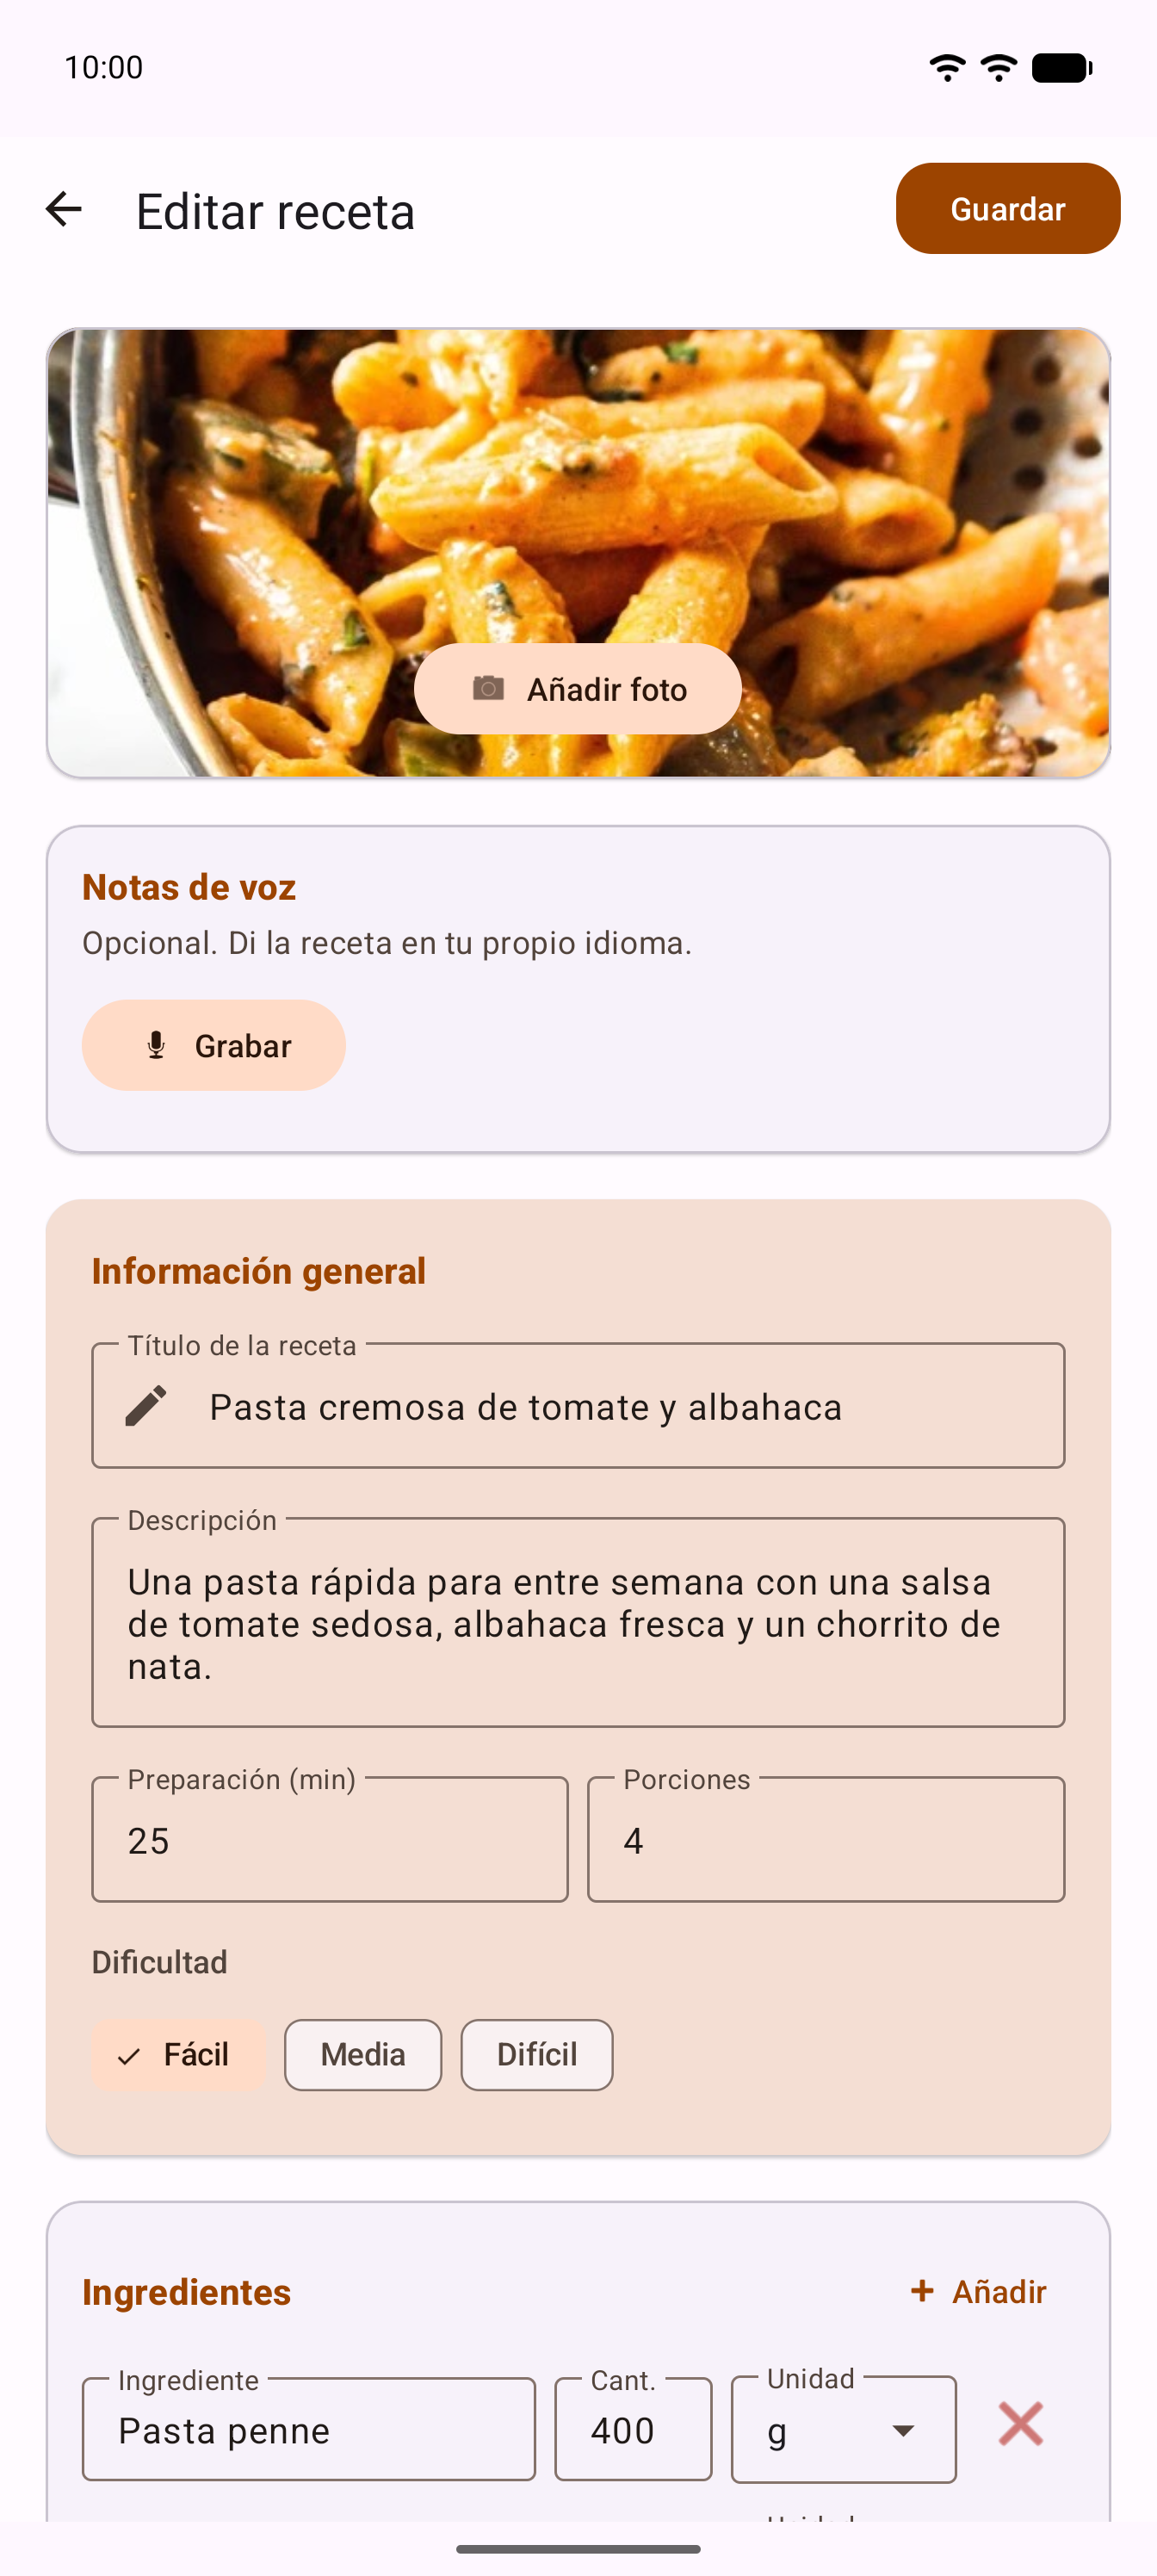 10:00
Editar receta
Guardar
Añadir foto
Notas de voz
Opcional. Di la receta en tu propio idioma.
Grabar
Información general
Título de la receta
Pasta cremosa de tomate y albahaca
Descripción
Una pasta rápida para entre semana con una salsa
de tomate sedosa, albahaca fresca y un chorrito de
nata.
Preparación (min)
25
Porciones
4
Dificultad
Fácil
Media
Difícil
Ingredientes
+ Añadir
Ingrediente
Pasta penne
Cant.
400
Unidad
g